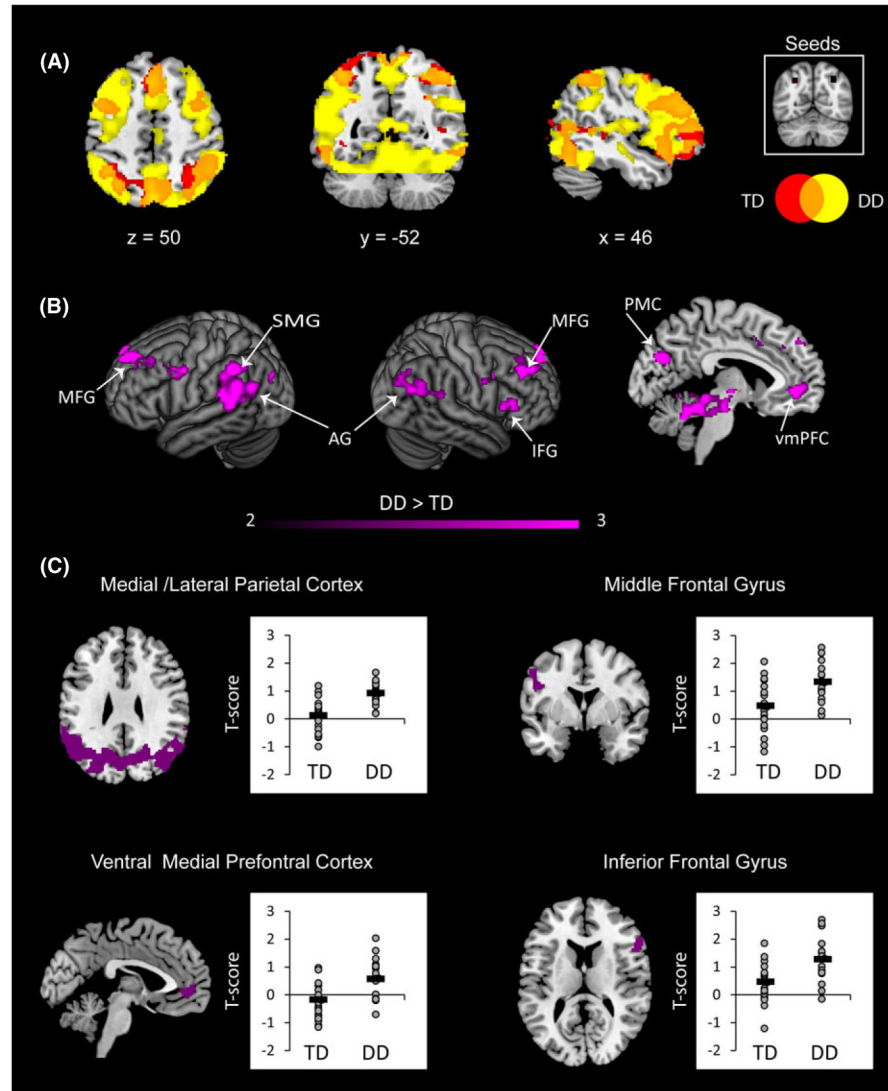 (A)
Seeds
TD DD
z = 50 y = -52 x = 46
(B)
SMG
MFG
PMC
MFG
AG
IFG
vmPFC
DD > TD
2 3
(C)
Medial /Lateral Parietal Cortex
T-score
3
2
1
0
-1
-2
TD DD
Middle Frontal Gyrus
T-score
3
2
1
0
-1
-2
TD DD
Ventral Medial Prefontral Cortex
T-score
3
2
1
0
-1
-2
TD DD
Inferior Frontal Gyrus
T-score
3
2
1
0
-1
-2
TD DD